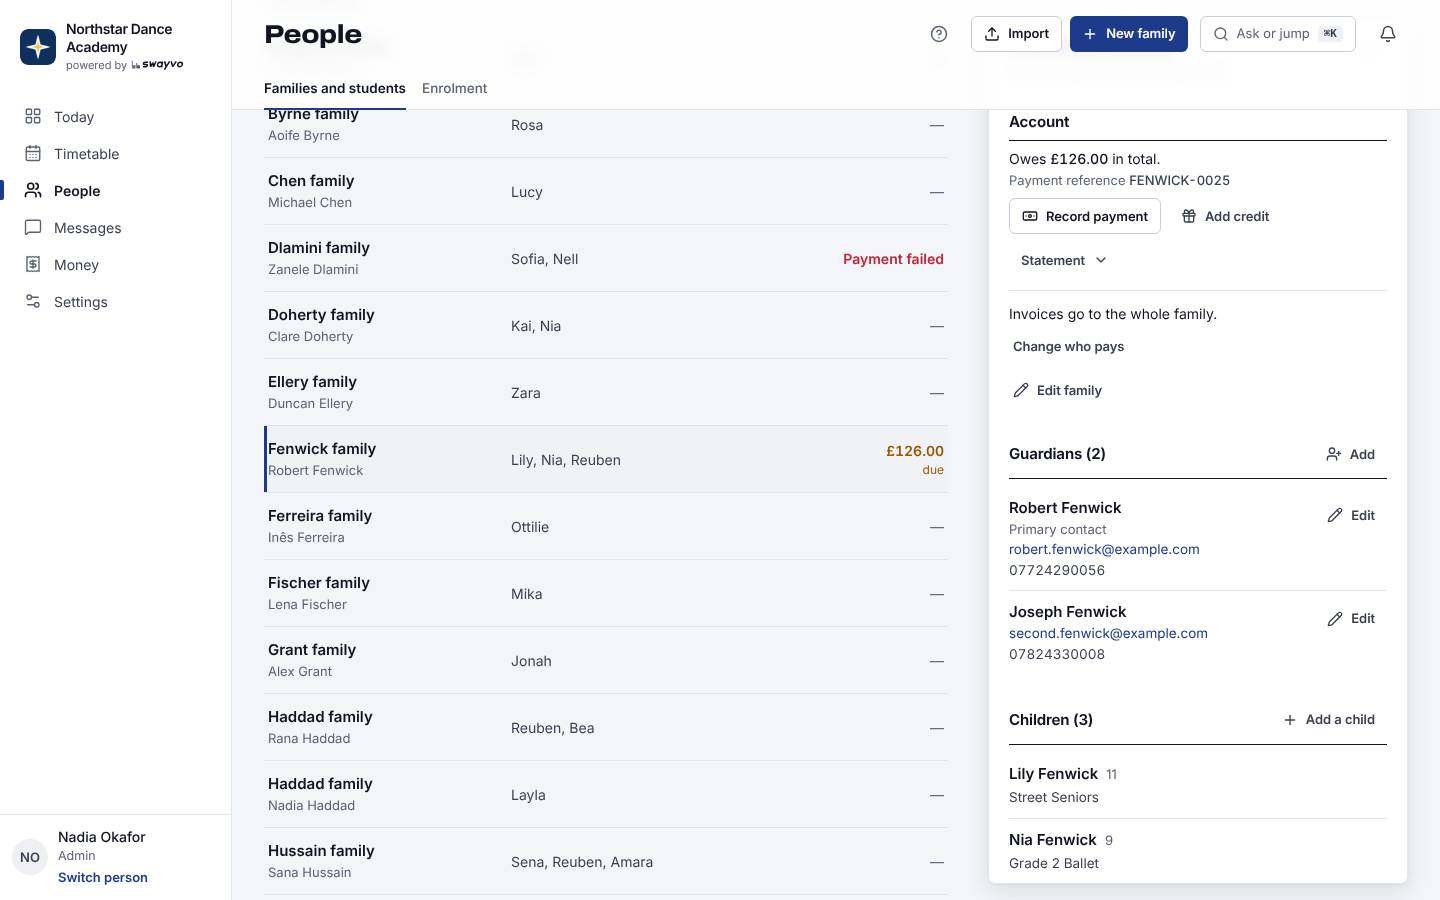 Northstar Dance
Academy
powered by swayvo
Today
Timetable
People
Messages
Money
Settings
Nadia Okafor
Admin
Switch person
NO
People
Import
New family
Ask or jump ⌘K
Families and students
Enrolment
Byrne family
Aoife Byrne
Rosa
—
Chen family
Michael Chen
Lucy
—
Dlamini family
Zanele Dlamini
Sofia, Nell
Payment failed
Doherty family
Clare Doherty
Kai, Nia
—
Ellery family
Duncan Ellery
Zara
—
Fenwick family
Robert Fenwick
Lily, Nia, Reuben
£126.00
due
Ferreira family
Inês Ferreira
Ottilie
—
Fischer family
Lena Fischer
Mika
—
Grant family
Alex Grant
Jonah
—
Haddad family
Rana Haddad
Reuben, Bea
—
Haddad family
Nadia Haddad
Layla
—
Hussain family
Sana Hussain
Sena, Reuben, Amara
—
Account
Owes £126.00 in total.
Payment reference FENWICK-0025
Record payment
Add credit
Statement
Invoices go to the whole family.
Change who pays
Edit family
Guardians (2)
Add
Robert Fenwick
Edit
Primary contact
robert.fenwick@example.com
07724290056
Joseph Fenwick
Edit
second.fenwick@example.com
07824330008
Children (3)
Add a child
Lily Fenwick 11
Street Seniors
Nia Fenwick 9
Grade 2 Ballet